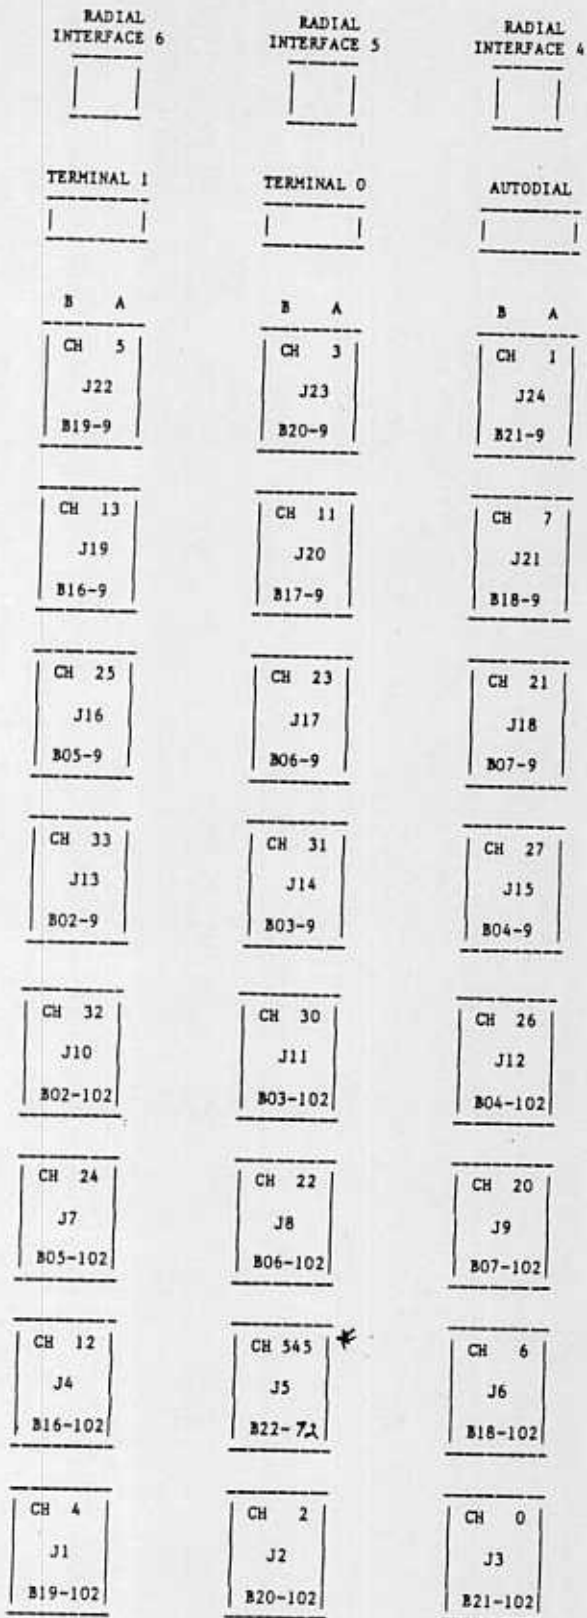 RADIAL INTERFACE 6
RADIAL INTERFACE 5
RADIAL INTERFACE 4
TERMINAL 1 TERMINAL 0 AUTODIAL
B A B A B A
CH 5 CH 3 CH 1
J22 J23 J24
B19-9 B20-9 B21-9
CH 13 CH 11 CH 7
J19 J20 J21
B16-9 B17-9 B18-9
CH 25 CH 23 CH 21
J16 J17 J18
B05-9 B06-9 B07-9
CH 33 CH 31 CH 27
J13 J14 J15
B02-9 B03-9 B04-9
CH 32 CH 30 CH 26
J10 J11 J12
B02-102 B03-102 B04-102
CH 24 CH 22 CH 20
J7 J8 J9
B05-102 B06-102 B07-102
CH 12 CH 545 * CH 6
J4 J5 J6
B16-102 B22-72 B18-102
CH 4 CH 2 CH 0
J1 J2 J3
B19-102 B20-102 B21-102